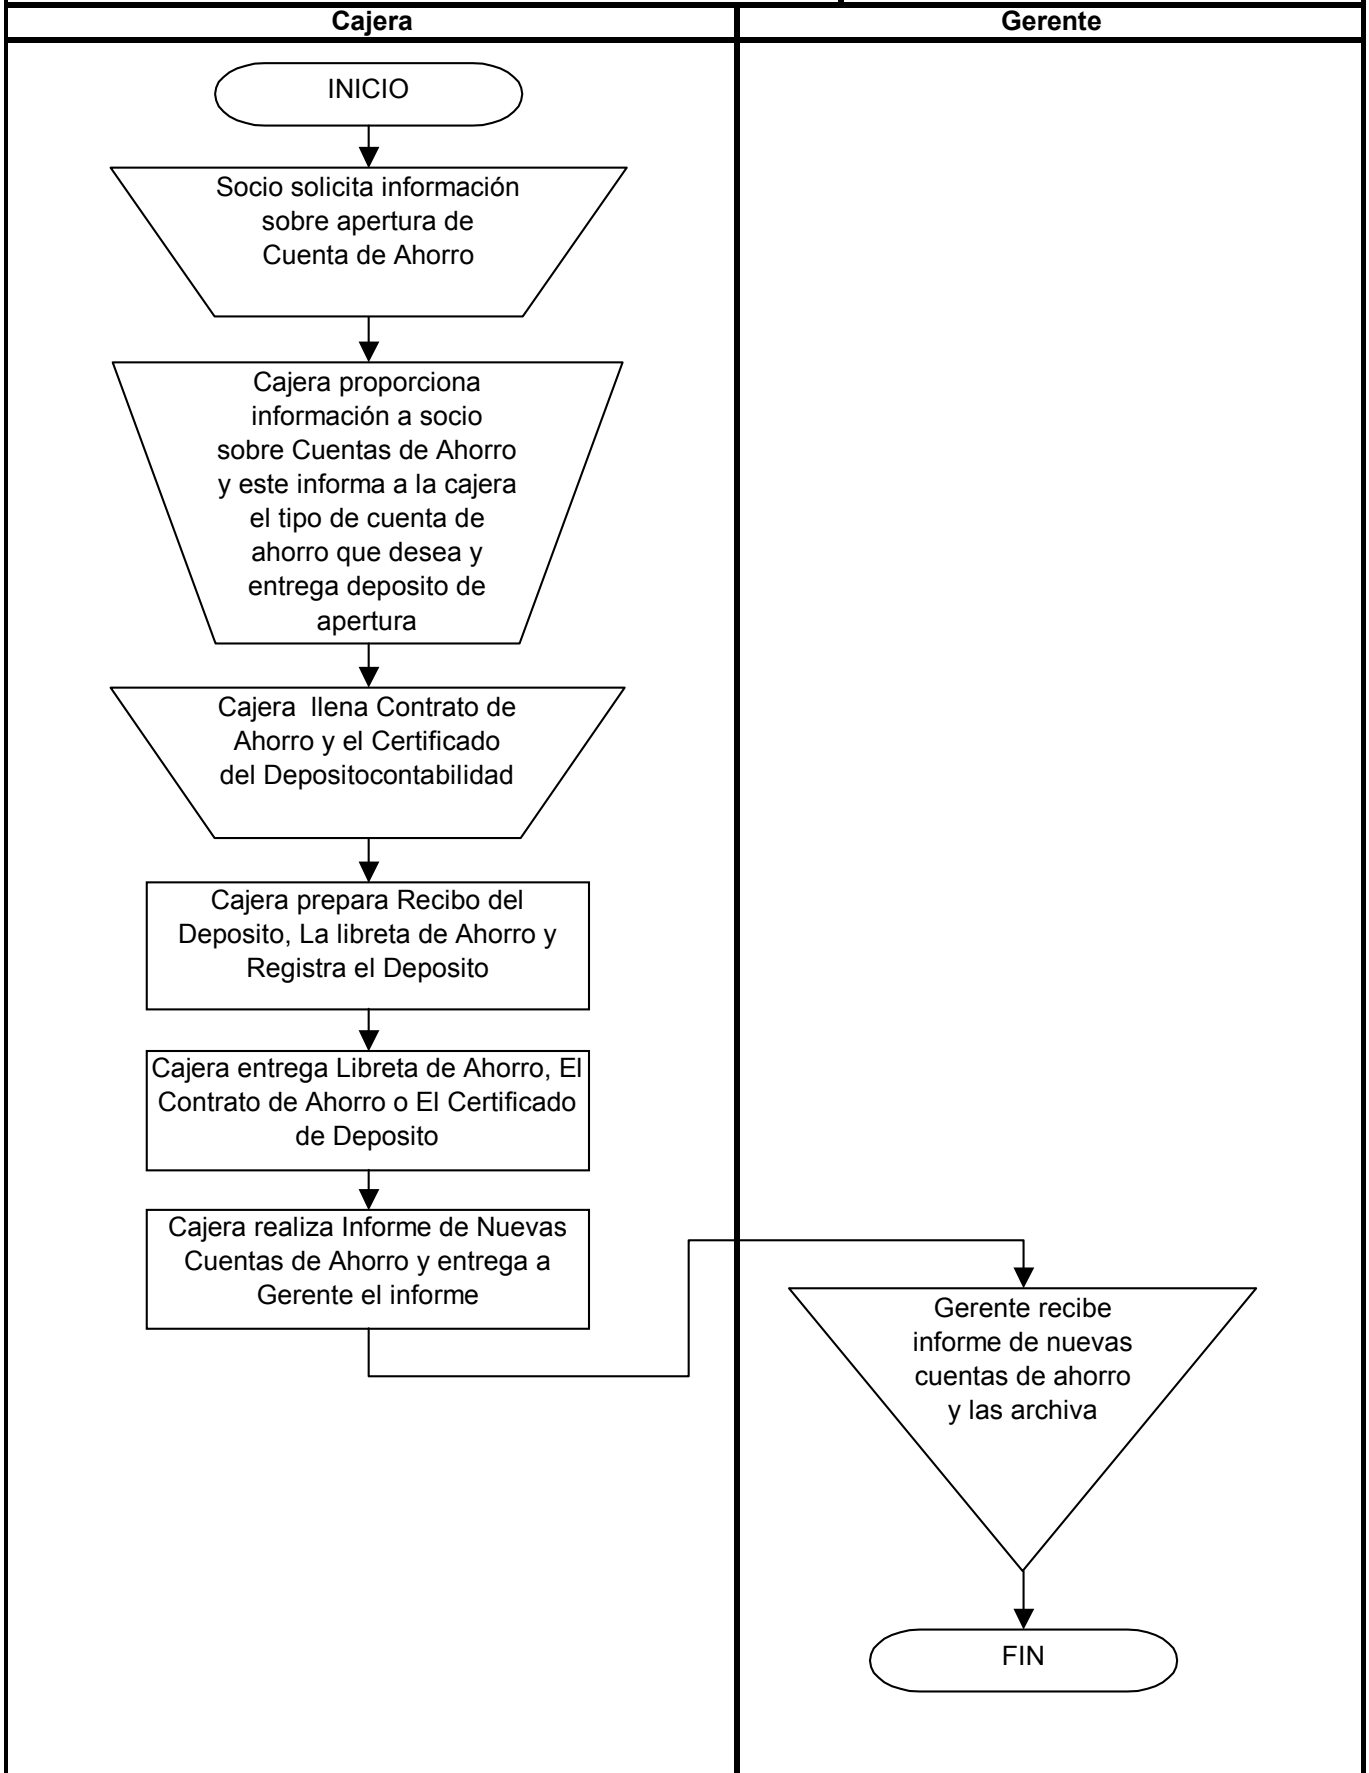 Cajera
Gerente
INICIO
Socio solicita información
sobre apertura de
Cuenta de Ahorro
Cajera proporciona
información a socio
sobre Cuentas de Ahorro
y este informa a la cajera
el tipo de cuenta de
ahorro que desea y
entrega deposito de
apertura
Cajera  llena Contrato de
Ahorro y el Certificado
del Depositocontabilidad
Cajera prepara Recibo del
Deposito, La libreta de Ahorro y
Registra el Deposito
Cajera entrega Libreta de Ahorro, El
Contrato de Ahorro o El Certificado
de Deposito
Cajera realiza Informe de Nuevas
Cuentas de Ahorro y entrega a
Gerente el informe
Gerente recibe
informe de nuevas
cuentas de ahorro
y las archiva
FIN